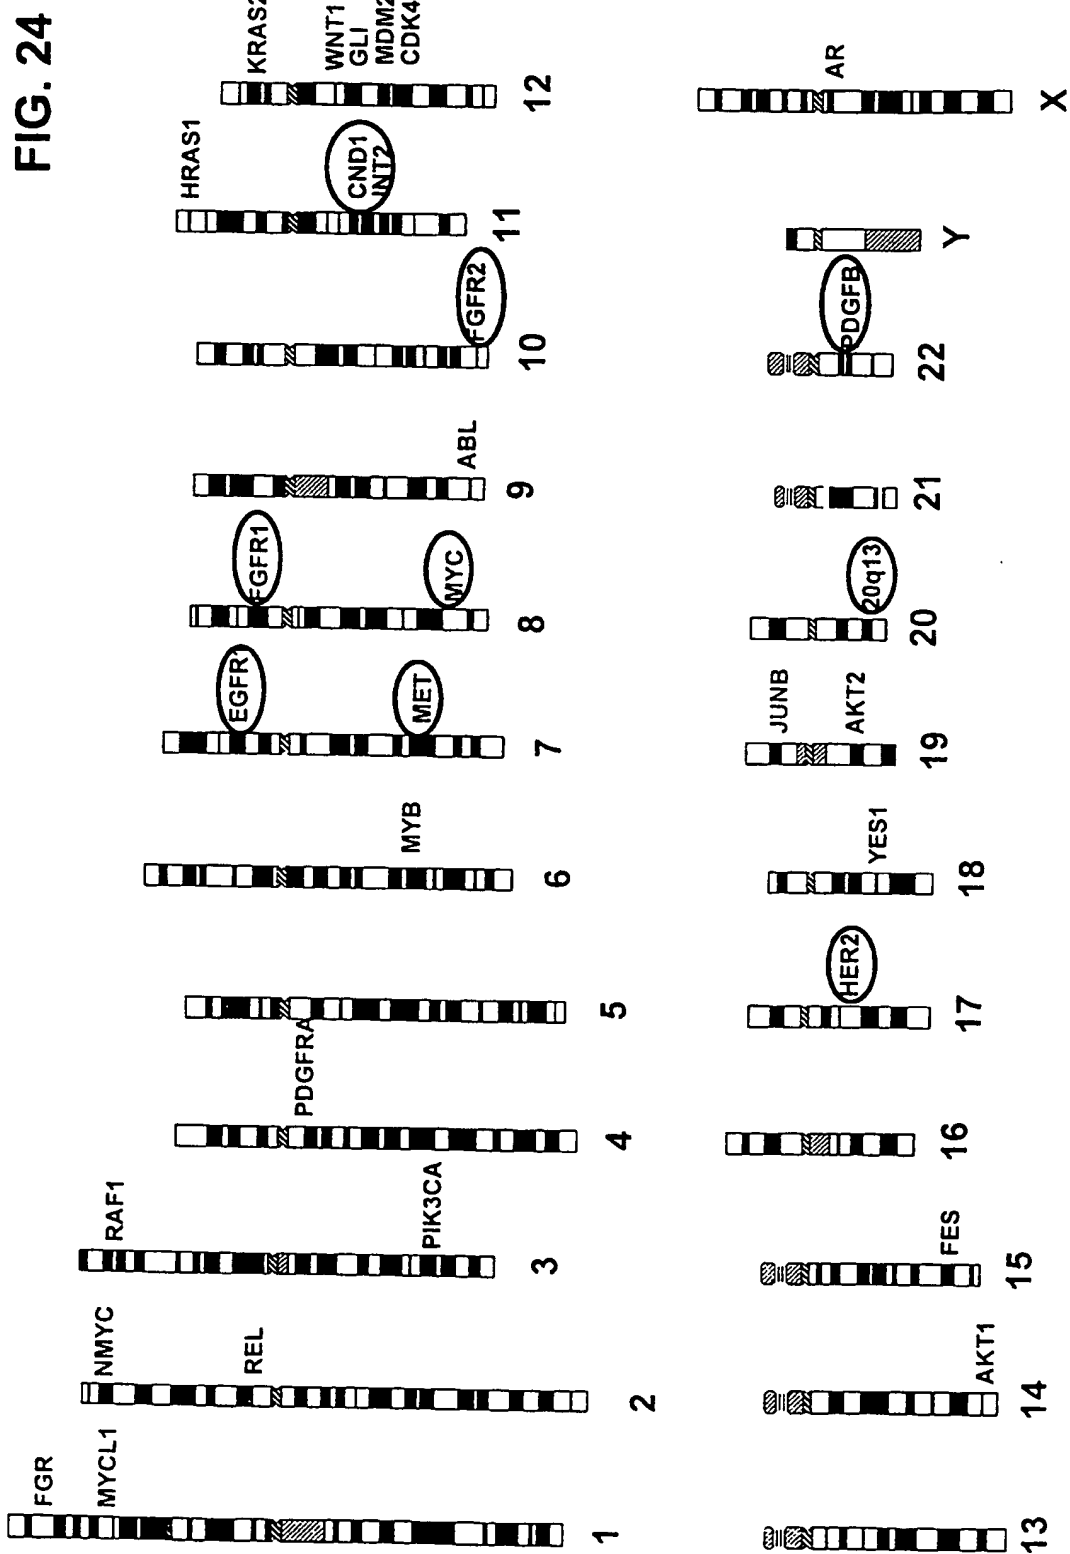 FIG. 24
FGR
MYCL1
1
NMYC
REL
2
RAF1
PIK3CA
3
PDGFRA
4
5
MYB
6
EGFR1
MET
7
FGFR1
MYC
8
ABL
9
FGFR2
10
HRAS1
CND1
INT2
11
KRAS2
WNT1
GLI
MDM2
CDK4
12
13
AKT1
14
FES
15
16
HER2
17
YES1
18
JUNB
AKT2
19
20q13
20
21
PDGFB
22
Y
AR
X